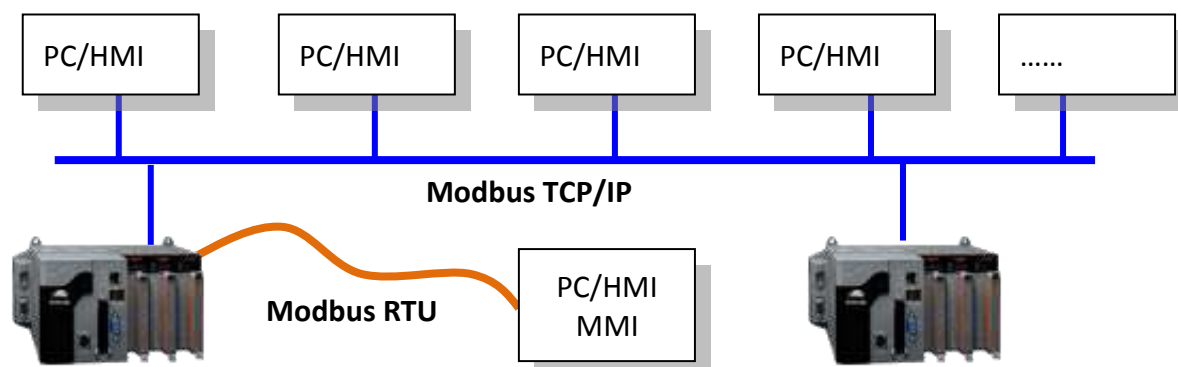 PC/HMI
PC/HMI
PC/HMI
PC/HMI
......
Modbus TCP/IP
Modbus RTU
PC/HMI
MMI